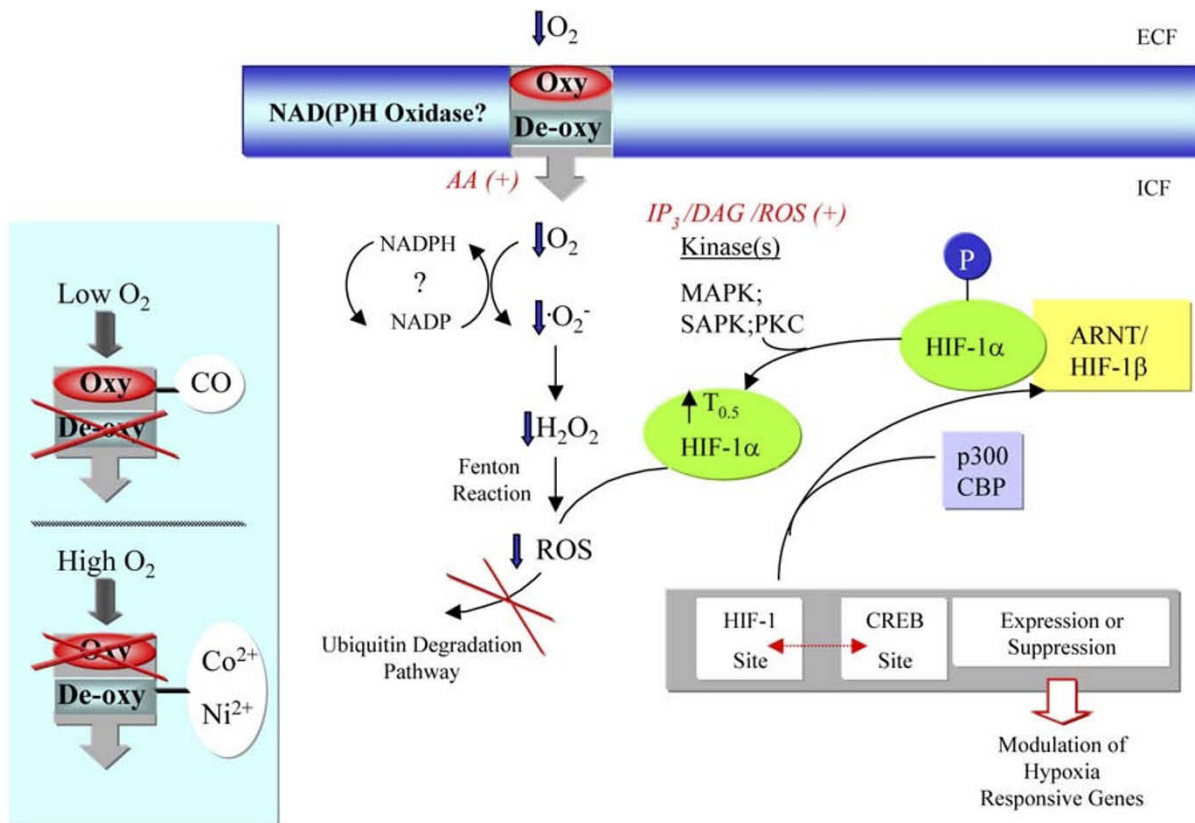 O₂
ECF
Oxy
NAD(P)H Oxidase?
De-oxy
AA (+)
ICF
IP₃/DAG /ROS (+)
Kinase(s)
MAPK;
SAPK;PKC
NADPH
?
NADP
O₂
·O₂⁻
H₂O₂
Fenton
Reaction
ROS
Ubiquitin Degradation
Pathway
P
HIF-1α
ARNT/
HIF-1β
T₀.₅
HIF-1α
p300
CBP
HIF-1
Site
CREB
Site
Expression or
Suppression
Modulation of
Hypoxia
Responsive Genes
Low O₂
Oxy
CO
De-oxy
High O₂
Oxy
De-oxy
Co²⁺
Ni²⁺